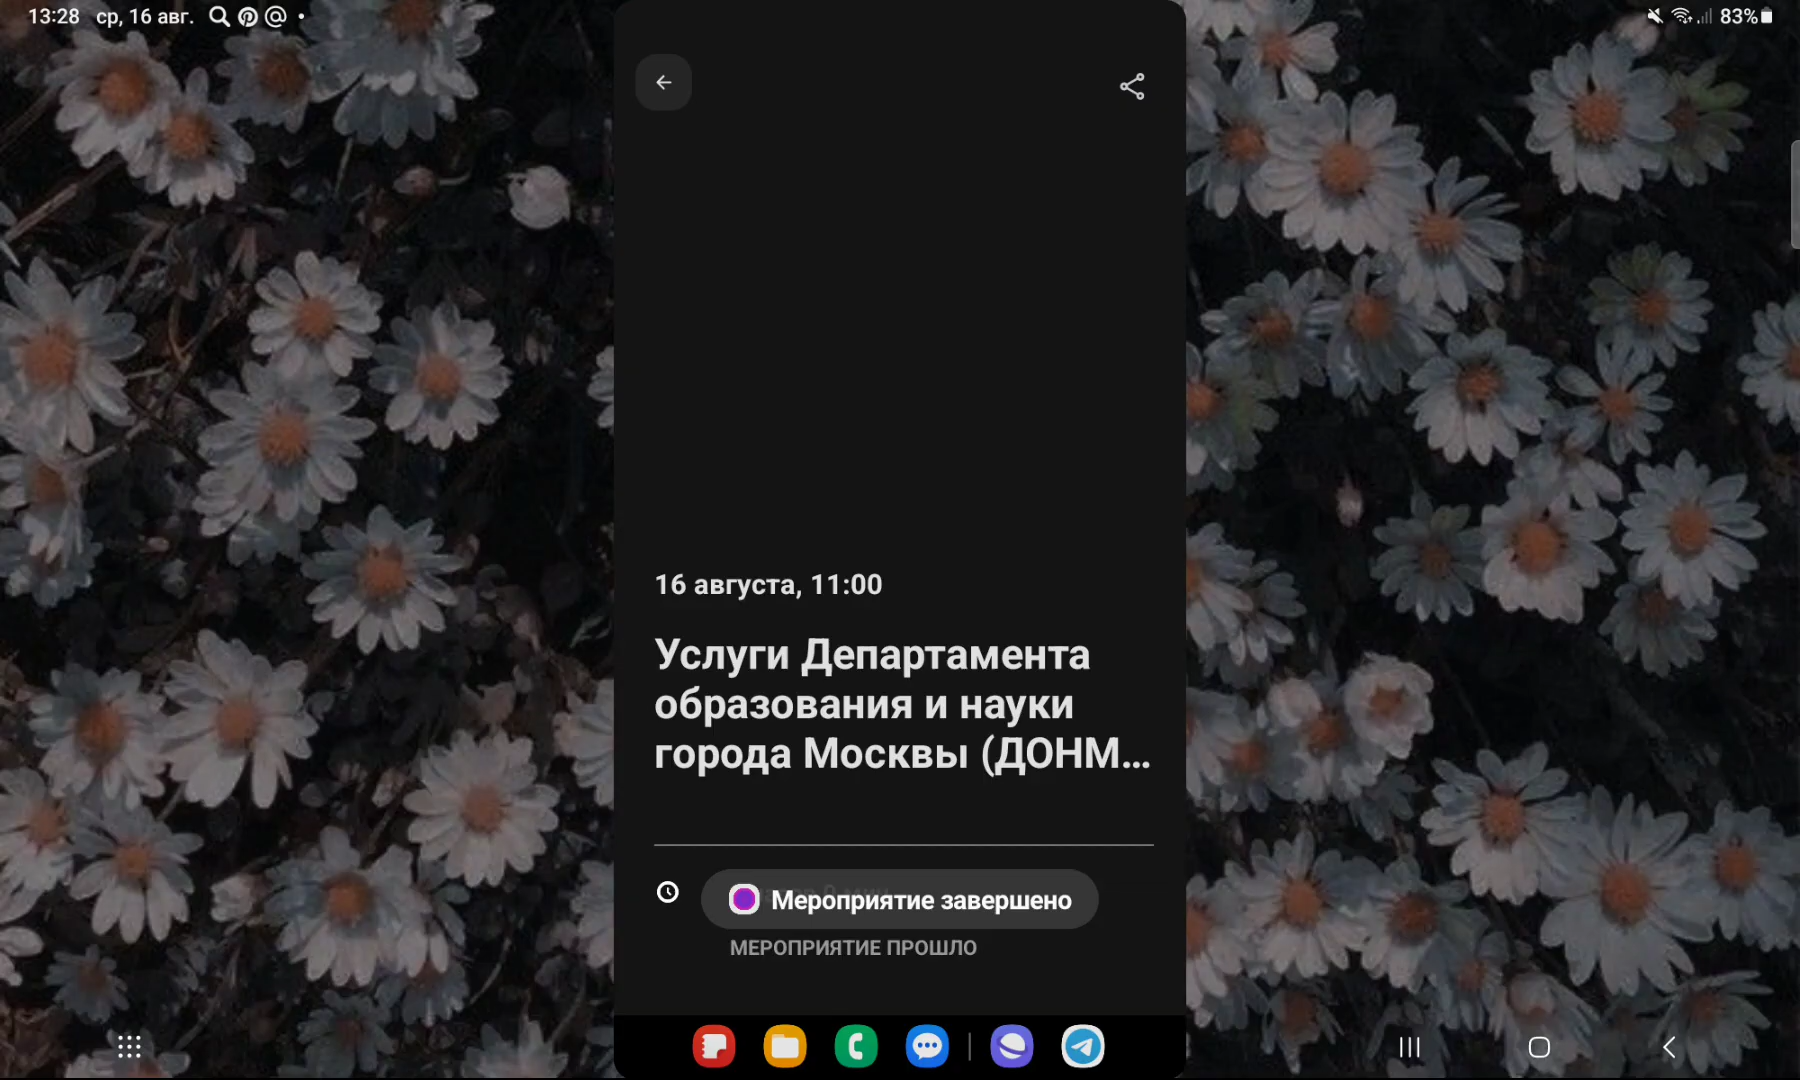 13:28 ср, 16 авг.
83%
16 августа, 11:00
Услуги Департамента
образования и науки
города Москвы (ДОНМ...
Мероприятие завершено
МЕРОПРИЯТИЕ ПРОШЛО